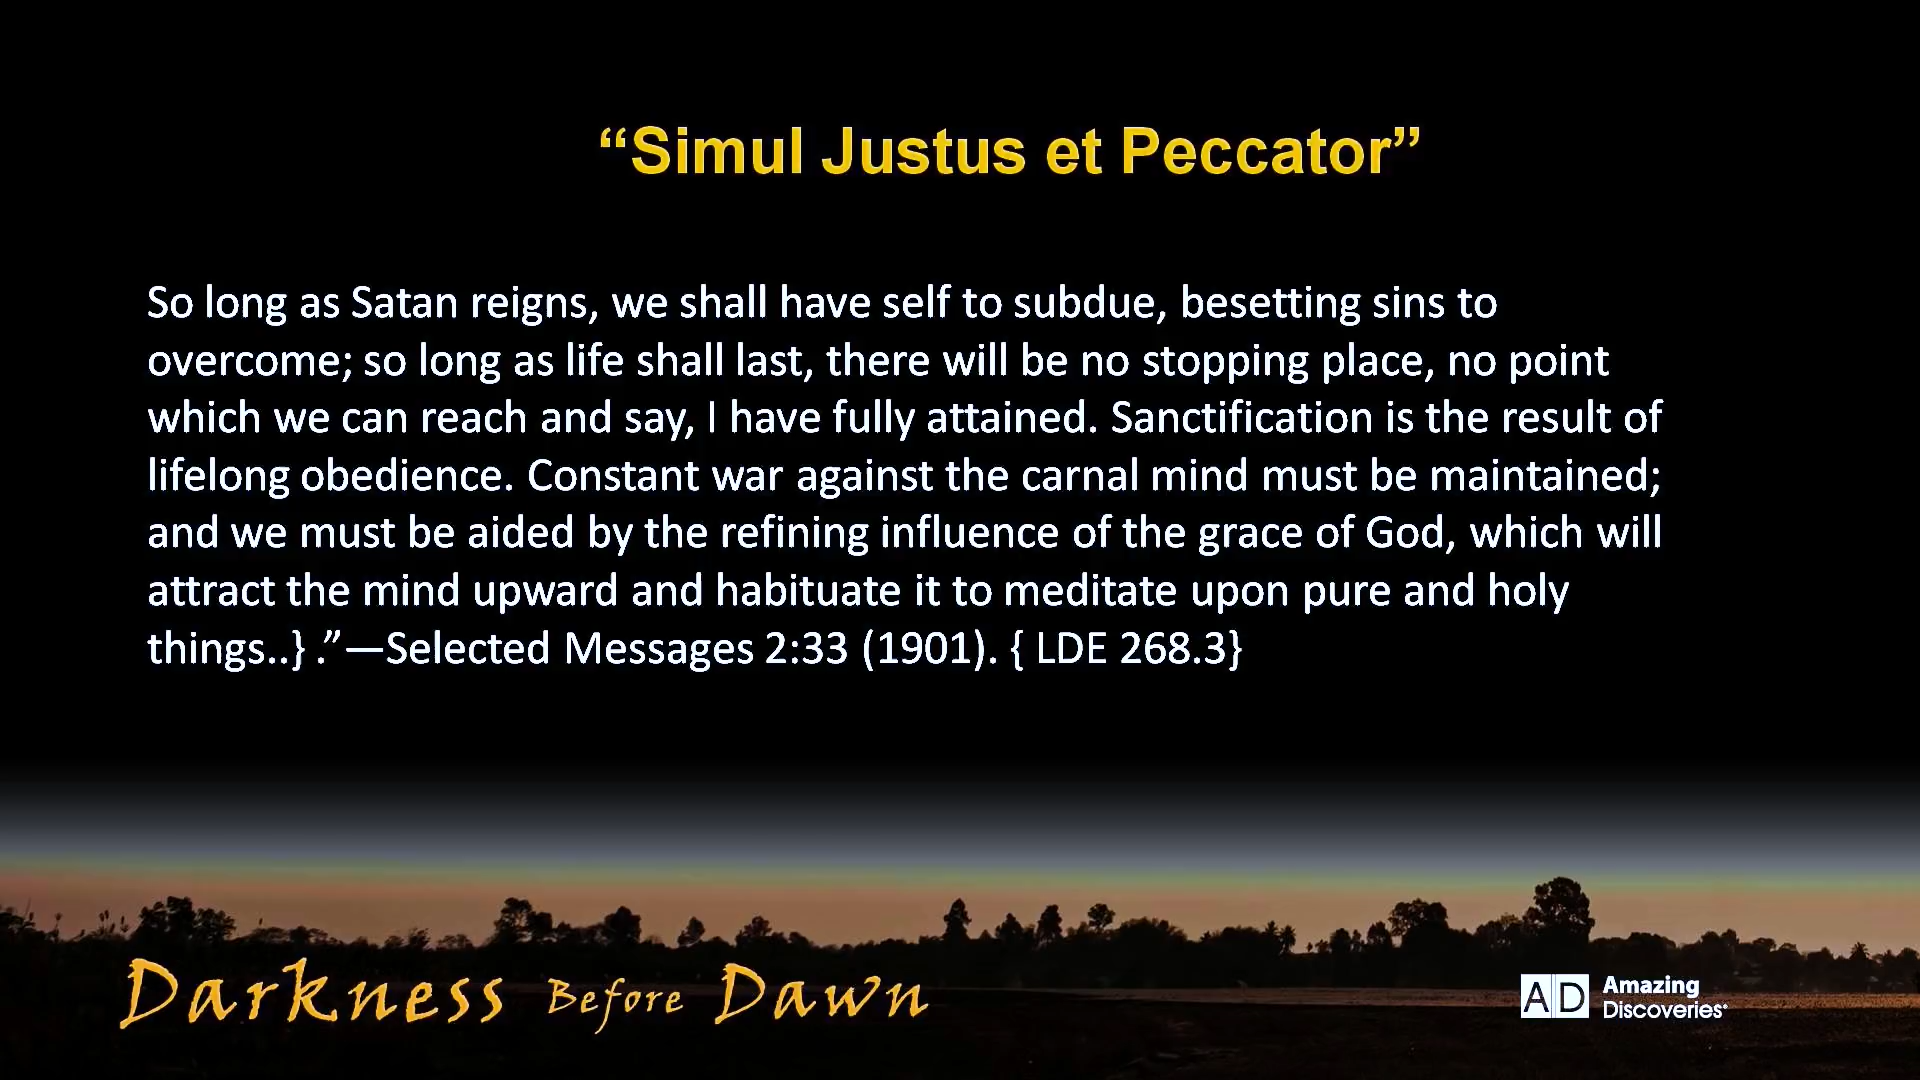 “Simul Justus et Peccator”
So long as Satan reigns, we shall have self to subdue, besetting sins to
overcome; so long as life shall last, there will be no stopping place, no point
which we can reach and say, I have fully attained. Sanctification is the result of
lifelong obedience. Constant war against the carnal mind must be maintained;
and we must be aided by the refining influence of the grace of God, which will
attract the mind upward and habituate it to meditate upon pure and holy
things..} .”—Selected Messages 2:33 (1901). { LDE 268.3}
Darkness Before Dawn
AD Amazing
Discoveries